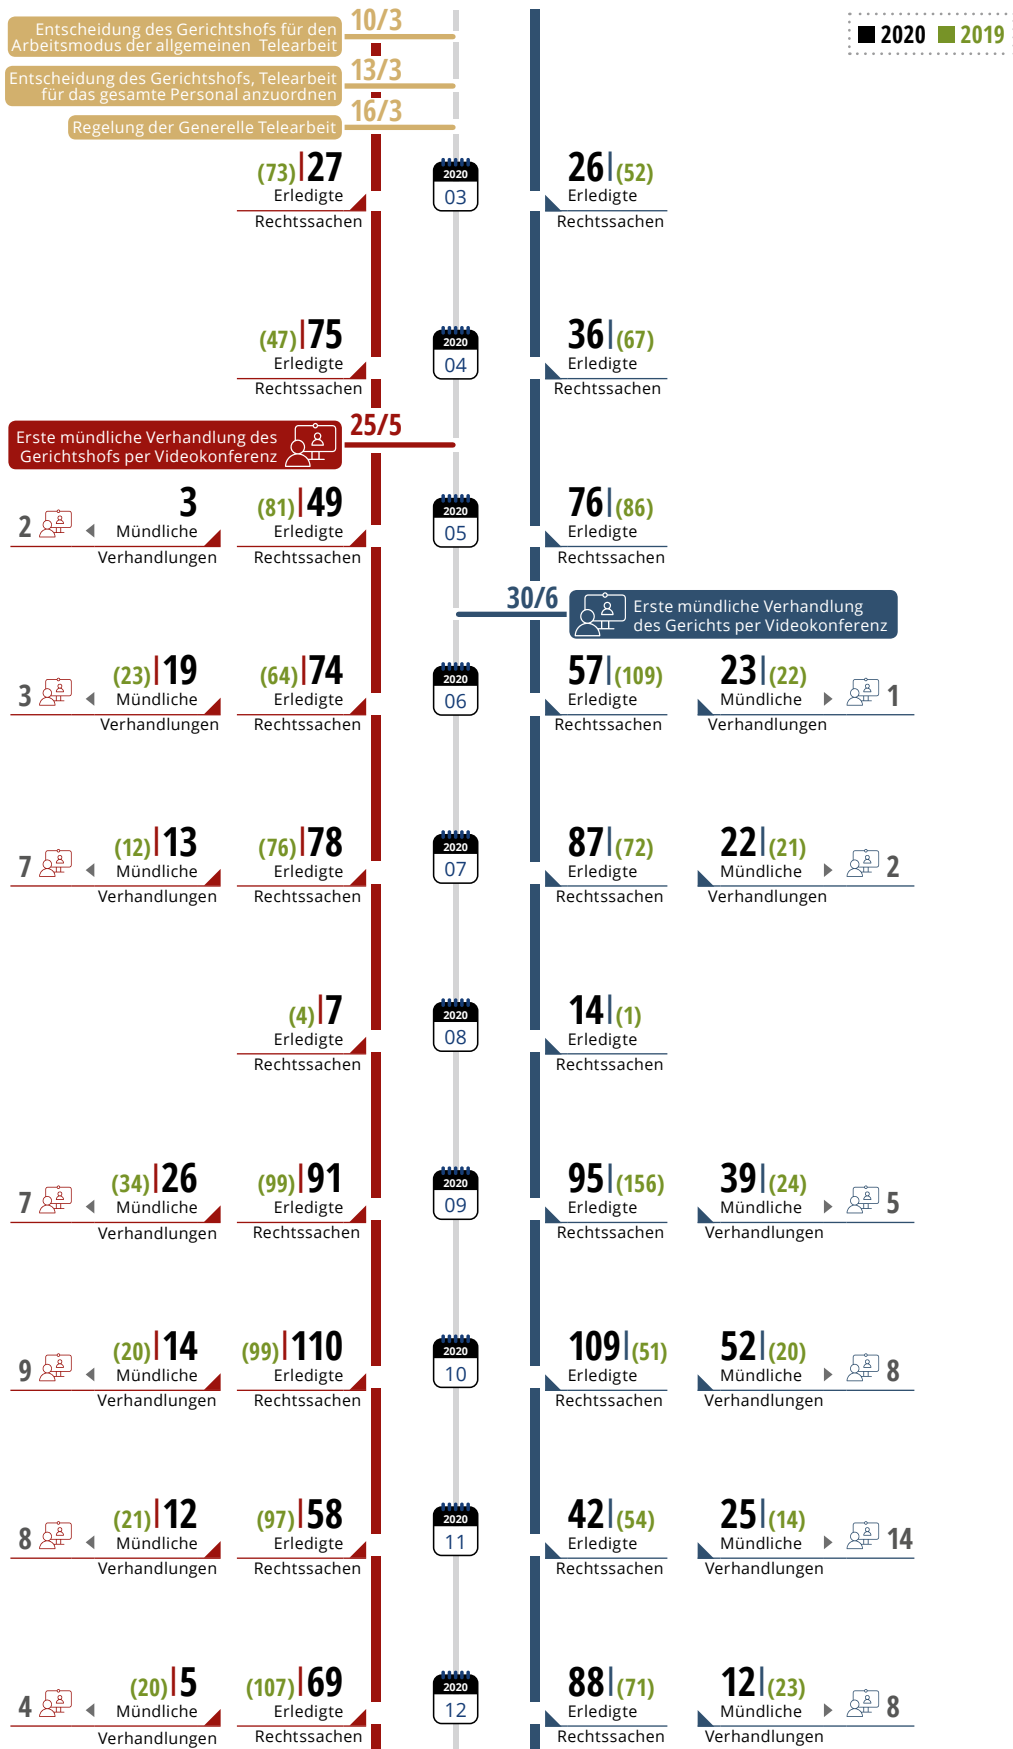 2020 2019
10/3
Entscheidung des Gerichtshofs für den
Arbeitsmodus der allgemeinen Telearbeit
13/3
Entscheidung des Gerichtshofs, Telearbeit
für das gesamte Personal anzuordnen
16/3
Regelung der Generelle Telearbeit
(73) 27
Erledigte
Rechtssachen
2020
03
26 (52)
Erledigte
Rechtssachen
(47) 75
Erledigte
Rechtssachen
2020
04
36 (67)
Erledigte
Rechtssachen
25/5
Erste mündliche Verhandlung des
Gerichtshofs per Videokonferenz
2
3
Mündliche
Verhandlungen
(81) 49
Erledigte
Rechtssachen
2020
05
76 (86)
Erledigte
Rechtssachen
30/6
Erste mündliche Verhandlung
des Gerichts per Videokonferenz
3
(23) 19
Mündliche
Verhandlungen
(64) 74
Erledigte
Rechtssachen
2020
06
57 (109)
Erledigte
Rechtssachen
23 (22)
Mündliche
Verhandlungen
1
7
(12) 13
Mündliche
Verhandlungen
(76) 78
Erledigte
Rechtssachen
2020
07
87 (72)
Erledigte
Rechtssachen
22 (21)
Mündliche
Verhandlungen
2
(4) 7
Erledigte
Rechtssachen
2020
08
14 (1)
Erledigte
Rechtssachen
7
(34) 26
Mündliche
Verhandlungen
(99) 91
Erledigte
Rechtssachen
2020
09
95 (156)
Erledigte
Rechtssachen
39 (24)
Mündliche
Verhandlungen
5
9
(20) 14
Mündliche
Verhandlungen
(99) 110
Erledigte
Rechtssachen
2020
10
109 (51)
Erledigte
Rechtssachen
52 (20)
Mündliche
Verhandlungen
8
8
(21) 12
Mündliche
Verhandlungen
(97) 58
Erledigte
Rechtssachen
2020
11
42 (54)
Erledigte
Rechtssachen
25 (14)
Mündliche
Verhandlungen
14
4
(20) 5
Mündliche
Verhandlungen
(107) 69
Erledigte
Rechtssachen
2020
12
88 (71)
Erledigte
Rechtssachen
12 (23)
Mündliche
Verhandlungen
8